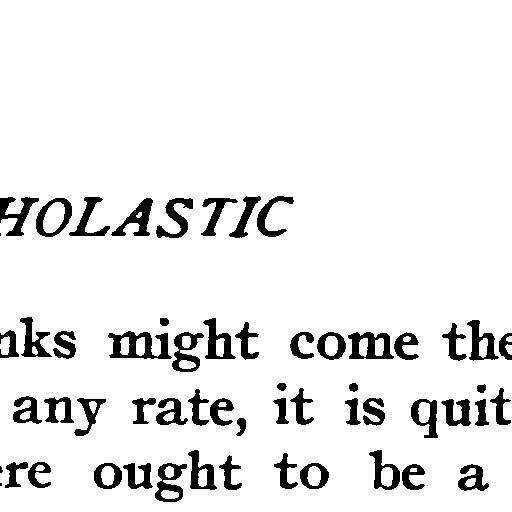 HOLASTIC
nks might come the
any rate, it is quit
ere ought to be a